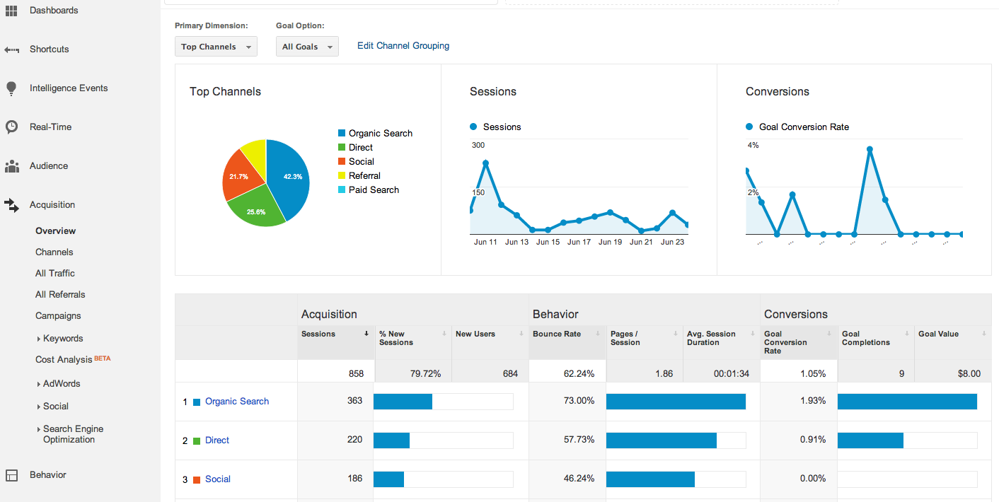 Dashboards
Shortcuts
Intelligence Events
Real-Time
Audience
Acquisition
Overview
Channels
All Traffic
All Referrals
Campaigns
Keywords
Cost Analysis BETA
AdWords
Social
Search Engine
Optimization
Behavior
Primary Dimension: Goal Option:
Top Channels All Goals Edit Channel Grouping
Top Channels
42.3%
25.6%
21.7%
Organic Search
Direct
Social
Referral
Paid Search
Sessions
Sessions
300
150
Jun 11 Jun 13 Jun 15 Jun 17 Jun 19 Jun 21 Jun 23
Conversions
Goal Conversion Rate
4%
2%
Acquisition Behavior Conversions
Sessions % New Sessions New Users Bounce Rate Pages / Session Avg. Session Duration Goal Conversion Rate Goal Completions Goal Value
858 79.72% 684 62.24% 1.86 00:01:34 1.05% 9 $8.00
1 Organic Search 363 73.00% 1.93%
2 Direct 220 57.73% 0.91%
3 Social 186 46.24% 0.00%